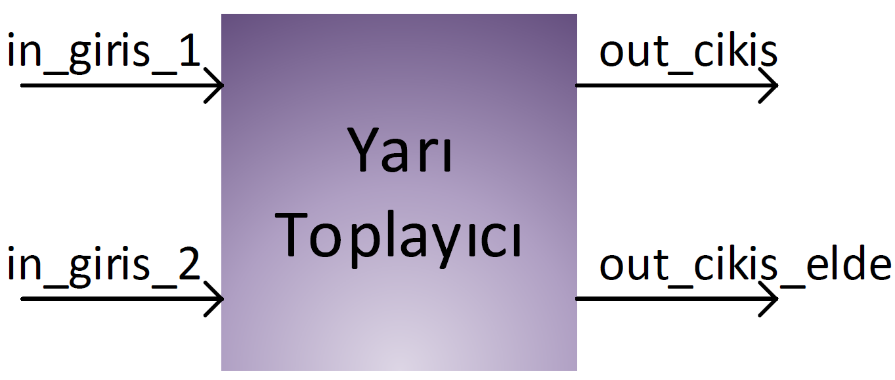 in_giris_1
out_cikis
Yarı
Toplayıcı
in_giris_2
out_cikis_elde